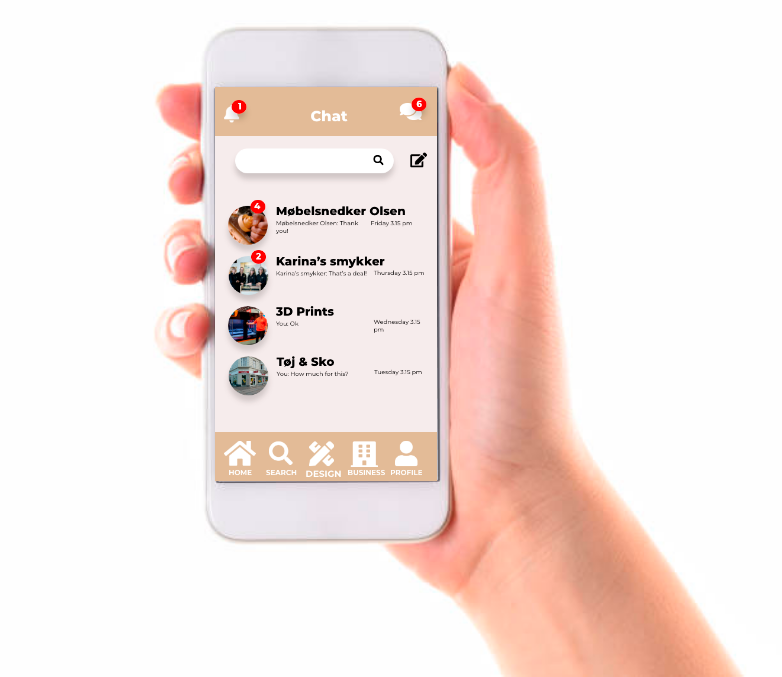 1
Chat
6
4
Møbelsnedker Olsen
Møbelsnedker Olsen: Thank
you!
Friday 3.15 pm
2
Karina's smykker
Karina's smykker: That's a deal!
Thursday 3.15 pm
3D Prints
You: Ok
Wednesday 3.15
pm
Tøj & Sko
You: How much for this?
Tuesday 3.15 pm
HOME
SEARCH
DESIGN
BUSINESS
PROFILE